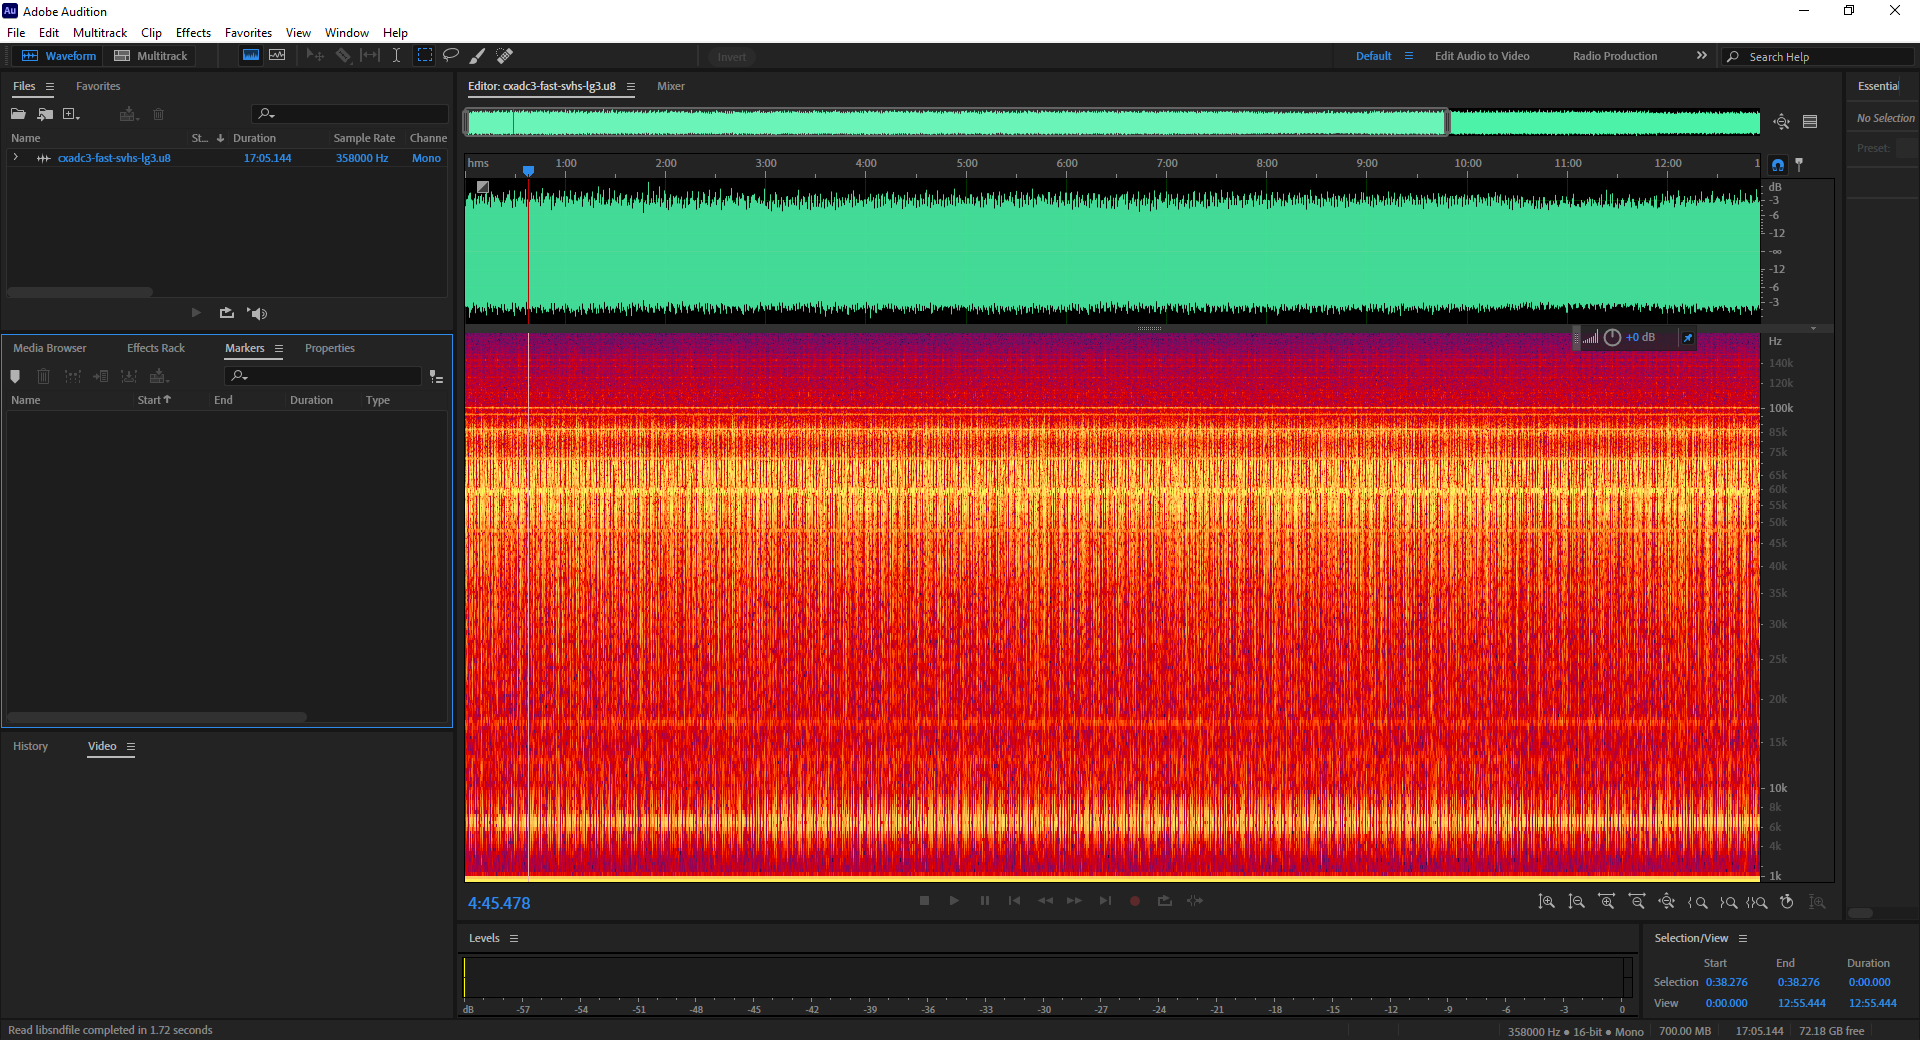 Au Adobe Audition
File Edit Multitrack Clip Effects Favorites View Window Help
Waveform Multitrack Invert Default Edit Audio to Video Radio Production Search Help
Files Favorites
Name St... Duration Sample Rate Channe
cxadc3-fast-svhs-lg3.u8 17:05.144 358000 Hz Mono
Media Browser Effects Rack Markers Properties
Name Start End Duration Type
History Video
Editor: cxadc3-fast-svhs-lg3.u8 Mixer
hms 1:00 2:00 3:00 4:00 5:00 6:00 7:00 8:00 9:00 10:00 11:00 12:00 1
dB
-3
-6
-12
-∞
-12
-6
-3
+0 dB
Hz
140k
120k
100k
85k
75k
65k
60k
55k
50k
45k
40k
35k
30k
25k
20k
15k
10k
8k
6k
4k
1k
4:45.478
Essential
No Selection
Preset:
Levels
dB -57 -54 -51 -48 -45 -42 -39 -36 -33 -30 -27 -24 -21 -18 -15 -12 -9 -6 -3 0
Selection/View
Start End Duration
Selection 0:38.276 0:38.276 0:00.000
View 0:00.000 12:55.444 12:55.444
Read libsndfile completed in 1.72 seconds
358000 Hz ● 16-bit ● Mono 700.00 MB 17:05.144 72.18 GB free